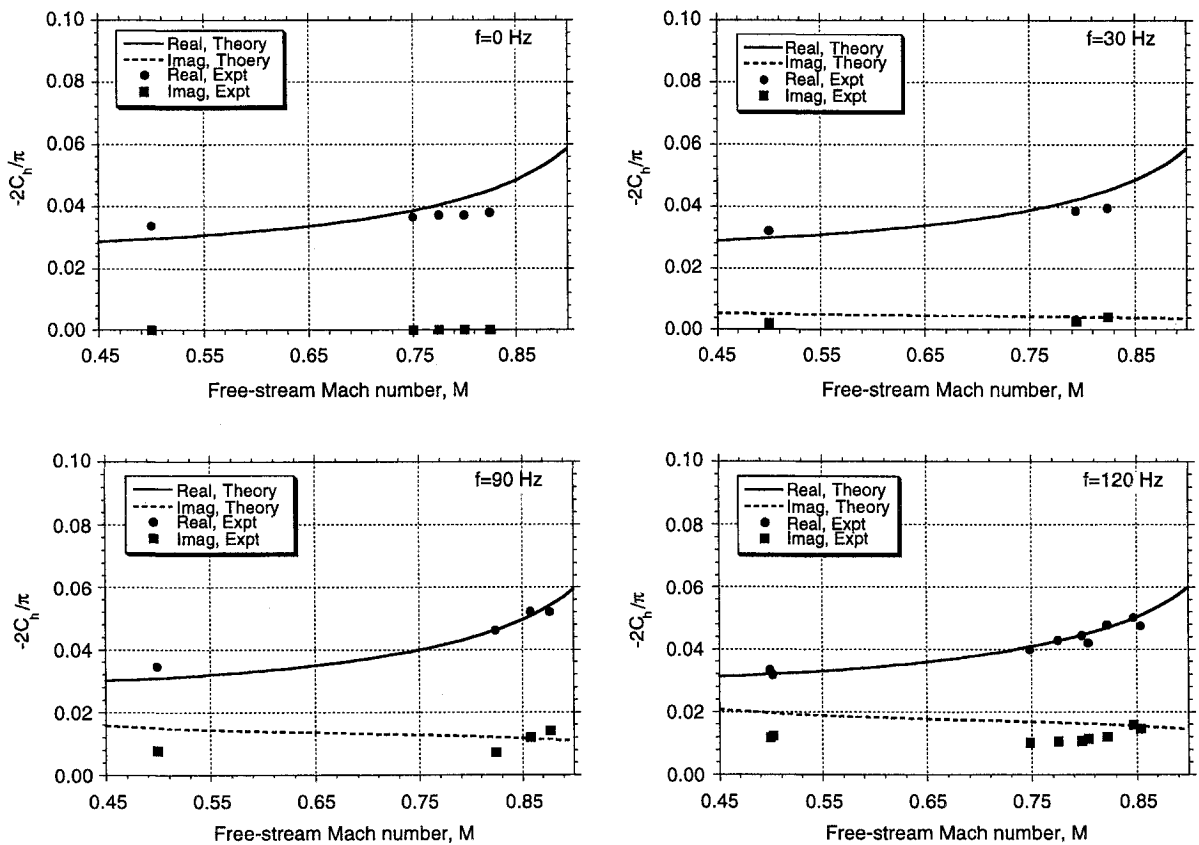 f=0 Hz
Real, Theory
Imag, Thoery
Real, Expt
Imag, Expt
0.10
0.08
0.06
0.04
0.02
0.00
-2Cₕ/π
0.45 0.55 0.65 0.75 0.85
Free-stream Mach number, M
f=30 Hz
Real, Theory
Imag, Theory
Real, Expt
Imag, Expt
0.10
0.08
0.06
0.04
0.02
0.00
-2Cₕ/π
0.45 0.55 0.65 0.75 0.85
Free-stream Mach number, M
f=90 Hz
Real, Theory
Imag, Theory
Real, Expt
Imag, Expt
0.10
0.08
0.06
0.04
0.02
0.00
-2Cₕ/π
0.45 0.55 0.65 0.75 0.85
Free-stream Mach number, M
f=120 Hz
Real, Theory
Imag, Theory
Real, Expt
Imag, Expt
0.10
0.08
0.06
0.04
0.02
0.00
-2Cₕ/π
0.45 0.55 0.65 0.75 0.85
Free-stream Mach number, M